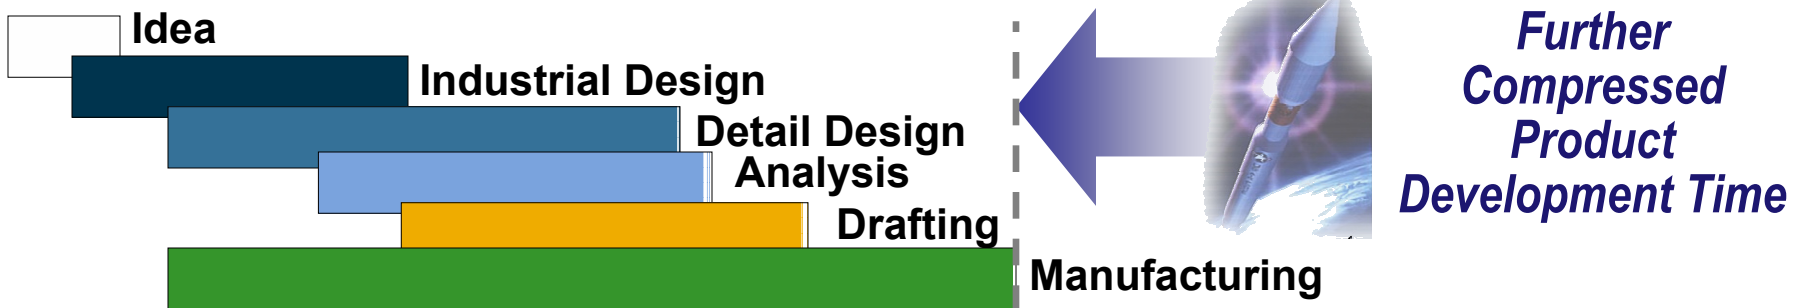 Idea
Industrial Design
Detail Design
Analysis
Drafting
Manufacturing
Further
Compressed
Product
Development Time